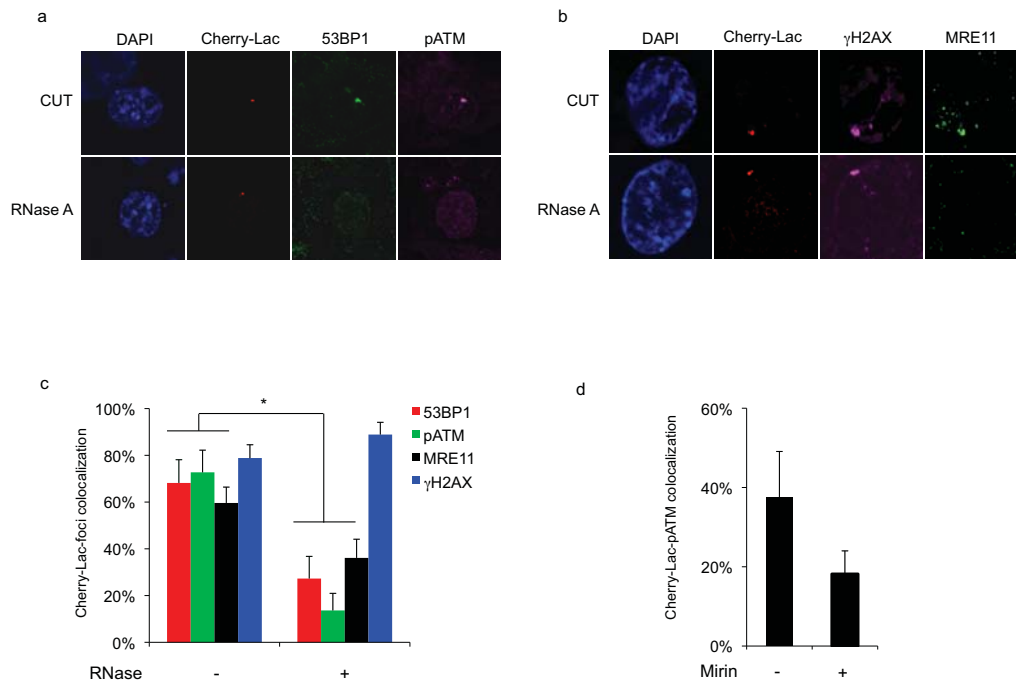 a
DAPI Cherry-Lac 53BP1 pATM
CUT
RNase A
b
DAPI Cherry-Lac γH2AX MRE11
CUT
RNase A
c
Cherry-Lac-foci colocalization
100%
80%
60%
40%
20%
0%
*
53BP1
pATM
MRE11
γH2AX
RNase - +
d
Cherry-Lac-pATM colocalization
60%
40%
20%
0%
Mirin - +